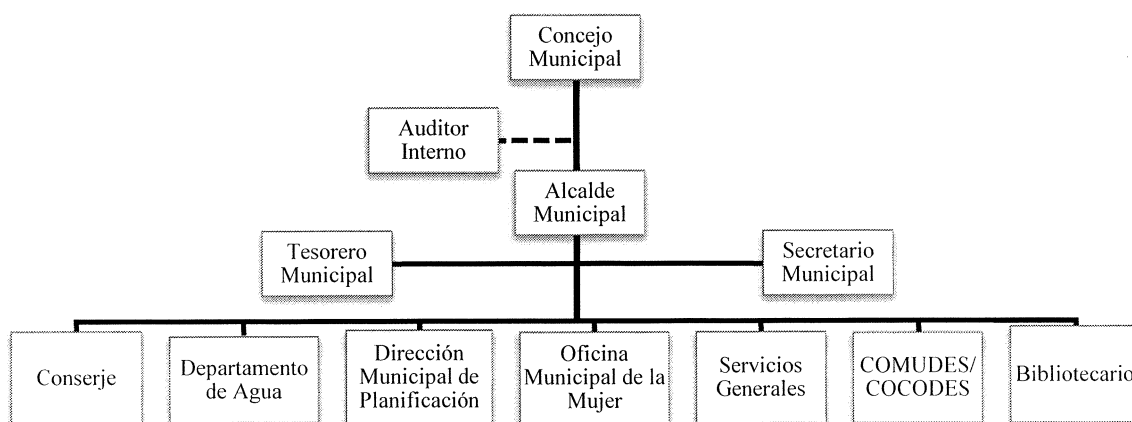 Concejo
Municipal
Auditor
Interno
Alcalde
Municipal
Tesorero
Municipal
Secretario
Municipal
Conserje
Departamento
de Agua
Dirección
Municipal de
Planificación
Oficina
Municipal de la
Mujer
Servicios
Generales
COMUDES/
COCODES
Bibliotecario